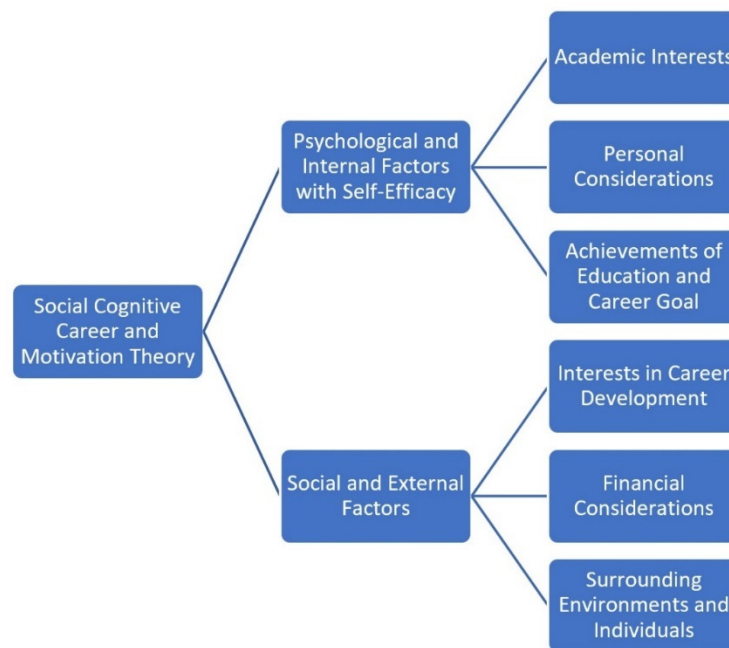 Academic Interests
Psychological and
Internal Factors
with Self-Efficacy
Personal
Considerations
Achievements of
Education and
Career Goal
Social Cognitive
Career and
Motivation Theory
Interests in Career
Development
Social and External
Factors
Financial
Considerations
Surrounding
Environments and
Individuals